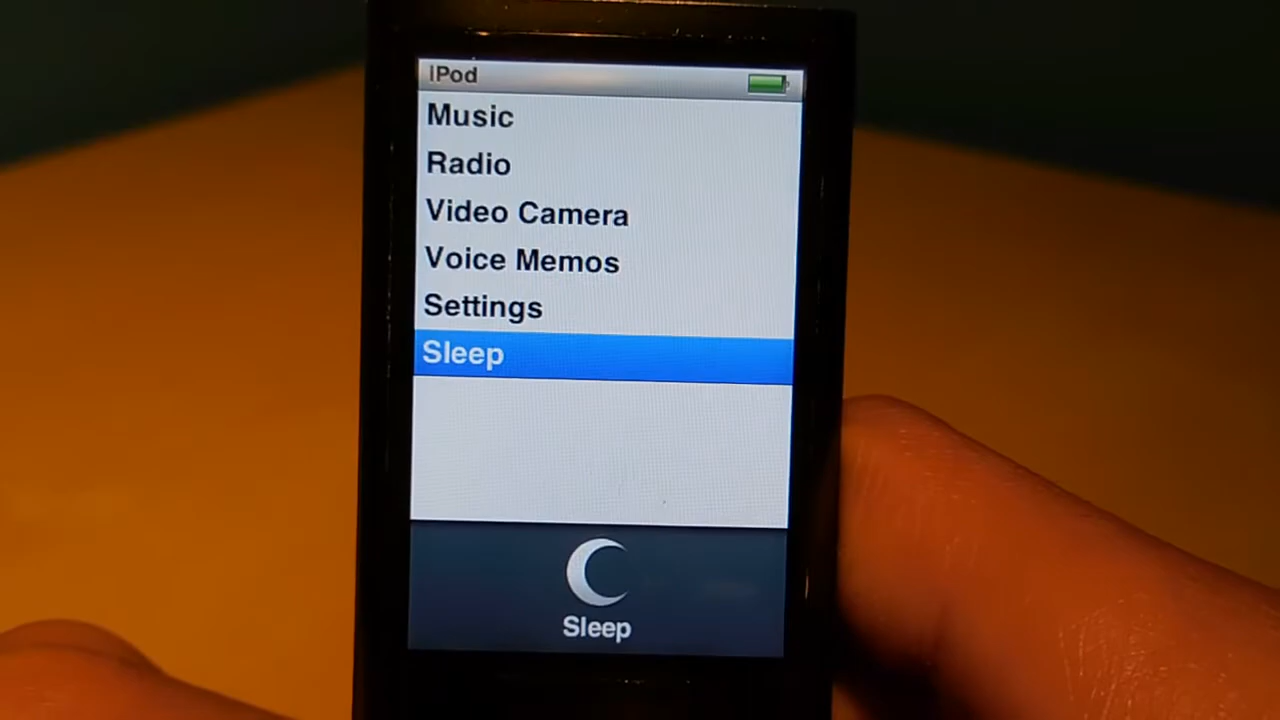 iPod
Music
Radio
Video Camera
Voice Memos
Settings
Sleep
Sleep